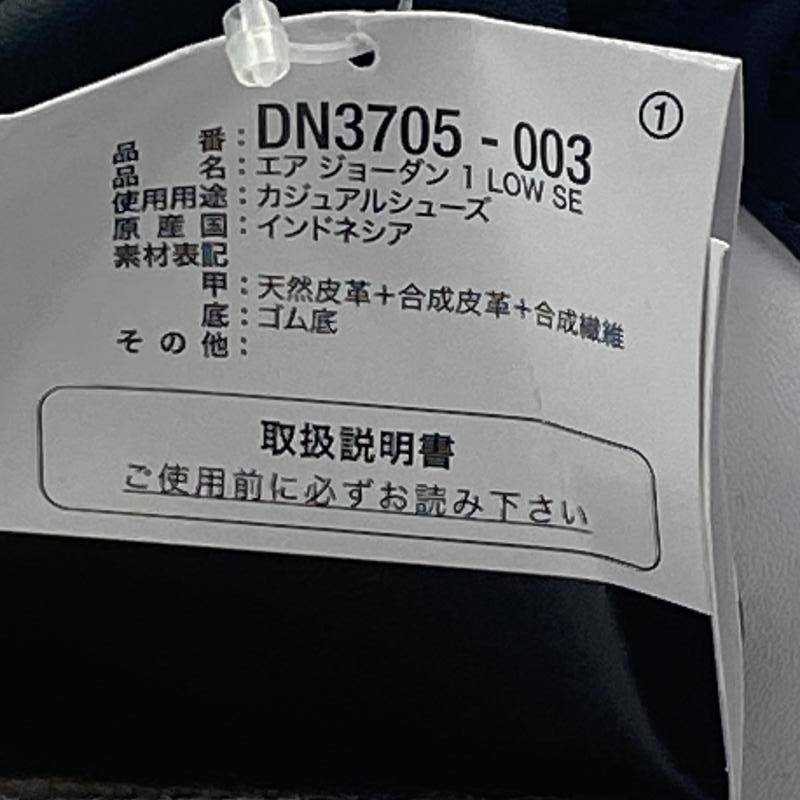 ①
品番：DN3705-003
品名：エア ジョーダン 1 LOW SE
使用用途：カジュアルシューズ
原産国：インドネシア
素材表記
甲：天然皮革＋合成皮革＋合成繊維
底：ゴム底
その他：
取扱説明書
ご使用前に必ずお読み下さい